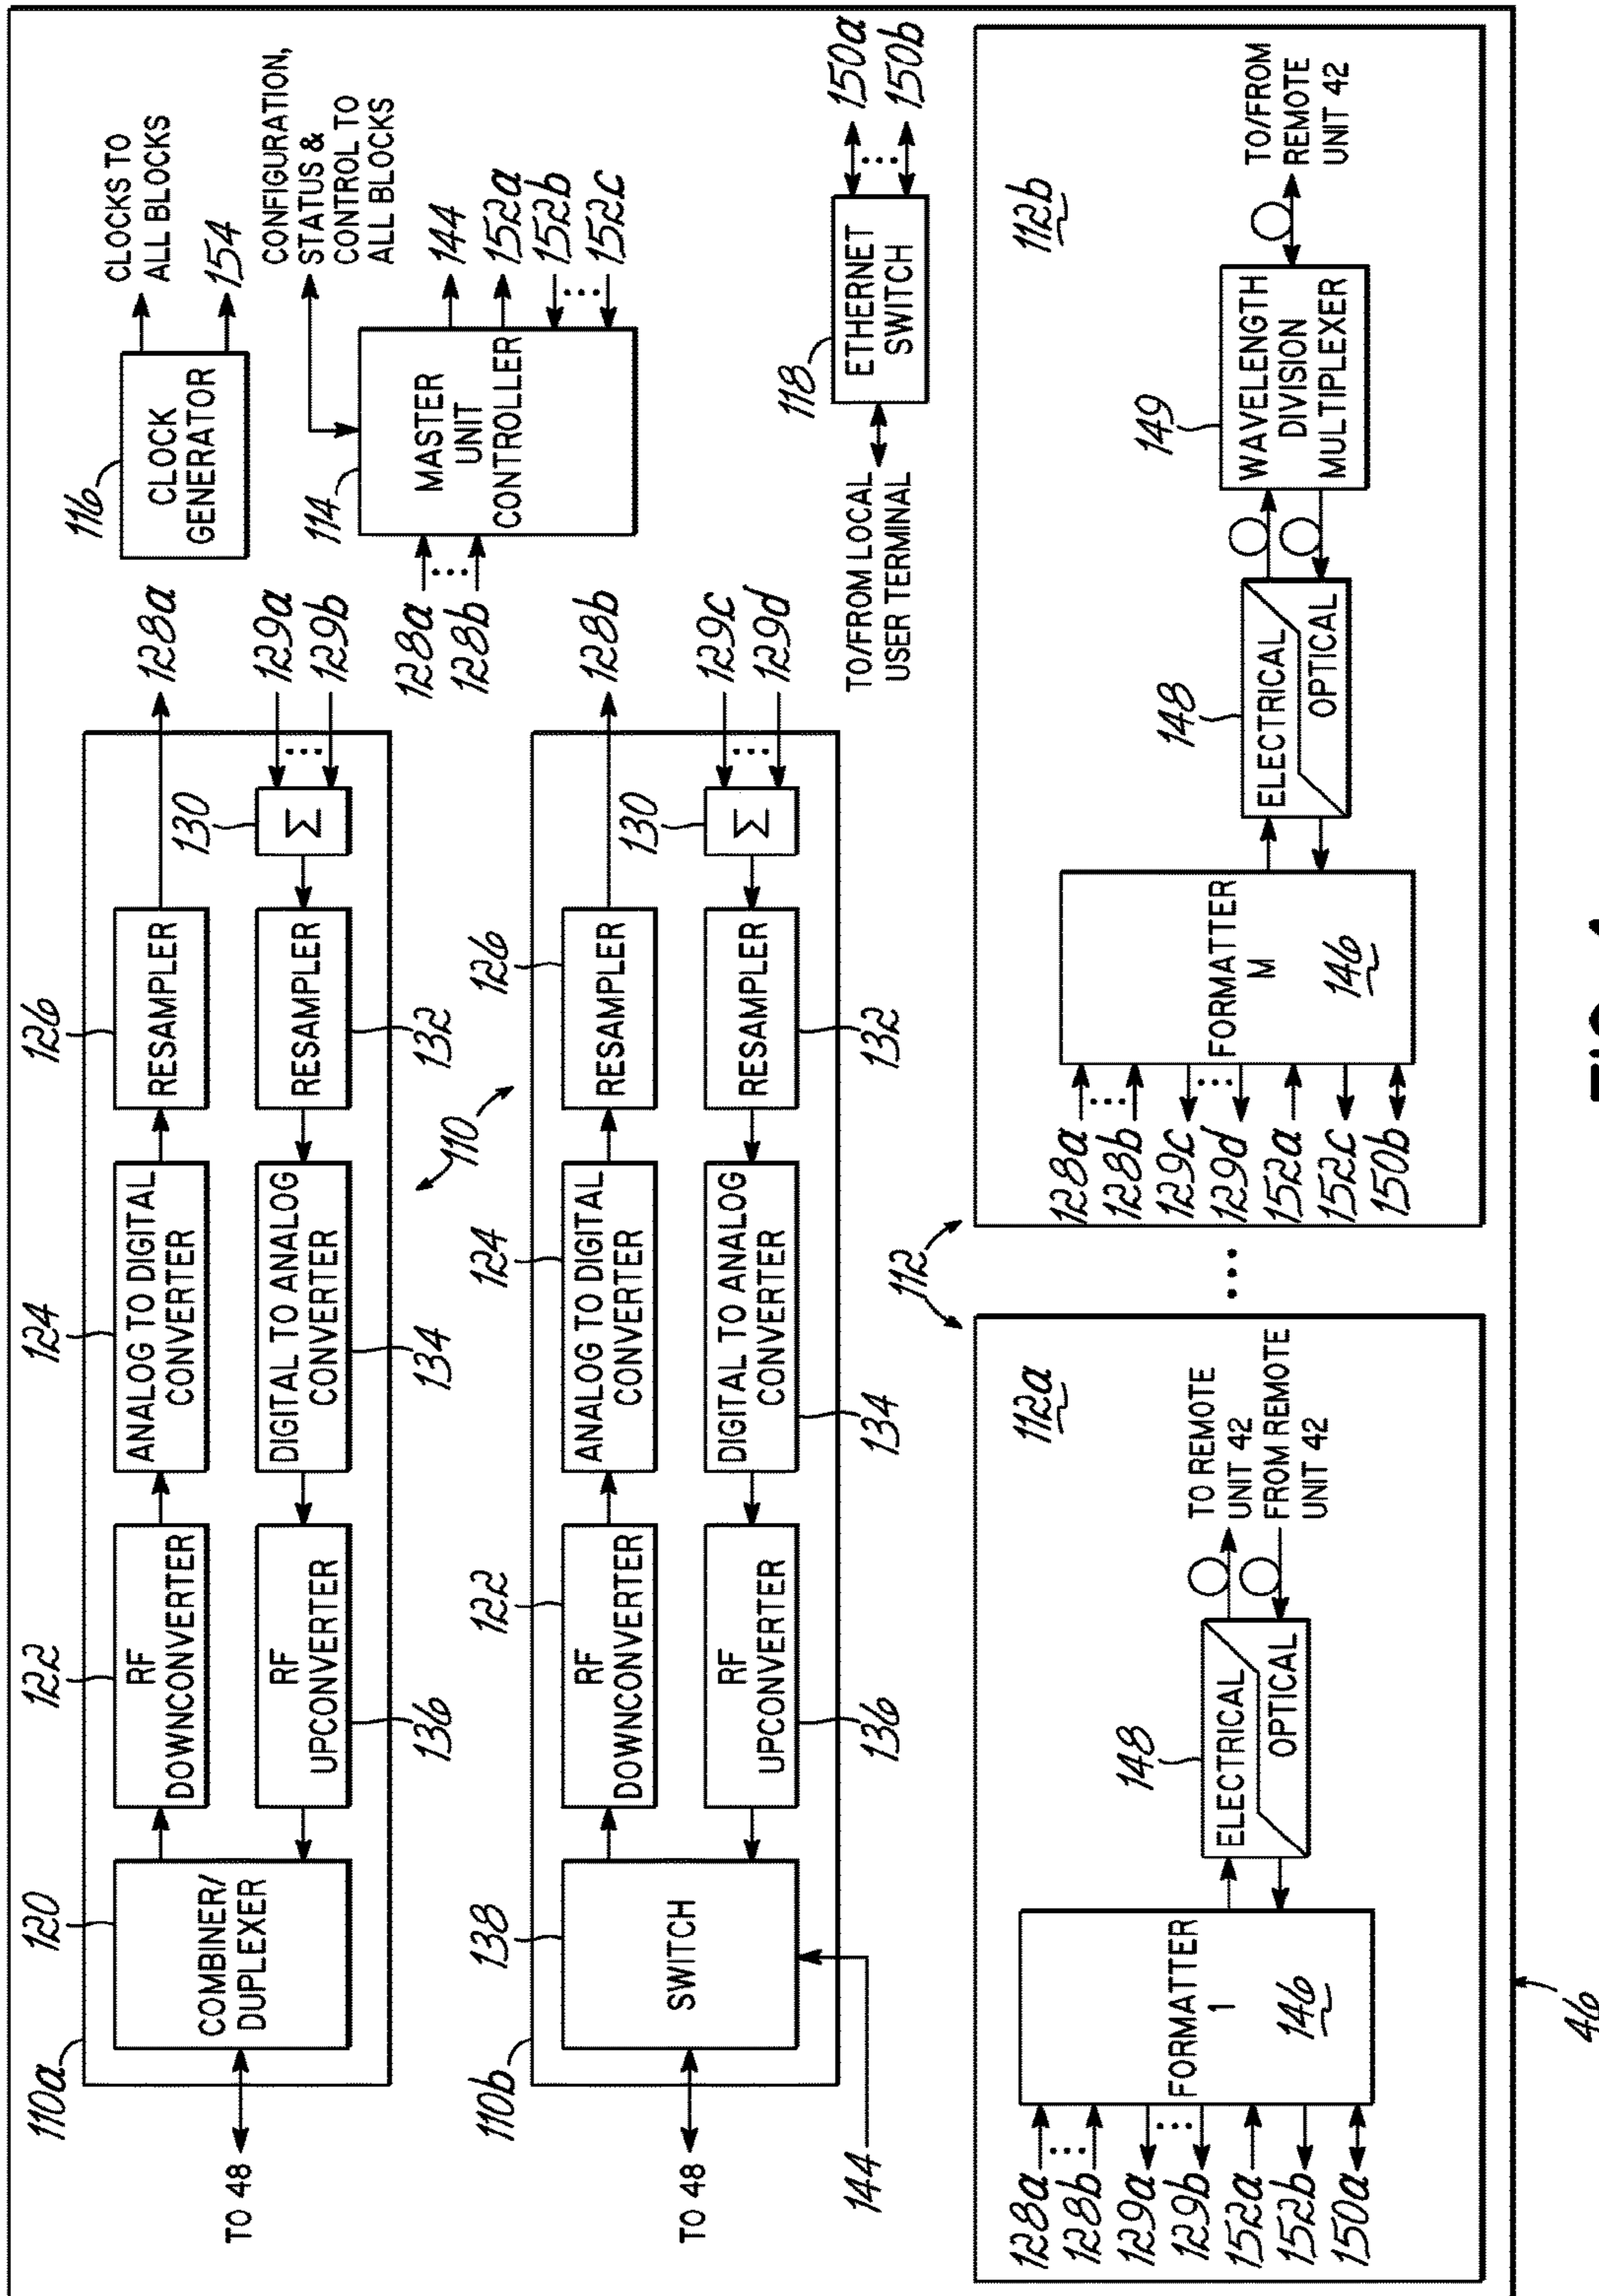 110a
120
122
124
126
COMBINER/
DUPLEXER
RF
DOWNCONVERTER
ANALOG TO DIGITAL
CONVERTER
RESAMPLER
128a
TO 48
RF
UPCONVERTER
DIGITAL TO ANALOG
CONVERTER
RESAMPLER
130
Σ
129a
129b
136
134
132
110
116
CLOCK
GENERATOR
CLOCKS TO
ALL BLOCKS
154
CONFIGURATION,
STATUS &
CONTROL TO
ALL BLOCKS
114
MASTER
UNIT
CONTROLLER
128a
128b
144
152a
152b
152c
110b
138
122
124
126
SWITCH
RF
DOWNCONVERTER
ANALOG TO DIGITAL
CONVERTER
RESAMPLER
128b
TO 48
RF
UPCONVERTER
DIGITAL TO ANALOG
CONVERTER
RESAMPLER
130
Σ
129c
129d
144
136
134
132
118
ETHERNET
SWITCH
TO/FROM LOCAL
USER TERMINAL
150a
150b
112
112a
128a
128b
129a
129b
152a
152b
150a
FORMATTER
1
146
148
ELECTRICAL
OPTICAL
TO REMOTE
UNIT 42
FROM REMOTE
UNIT 42
112b
128a
128b
129c
129d
152a
152c
150b
FORMATTER
M
146
148
ELECTRICAL
OPTICAL
149
WAVELENGTH
DIVISION
MULTIPLEXER
TO/FROM
REMOTE
UNIT 42
46